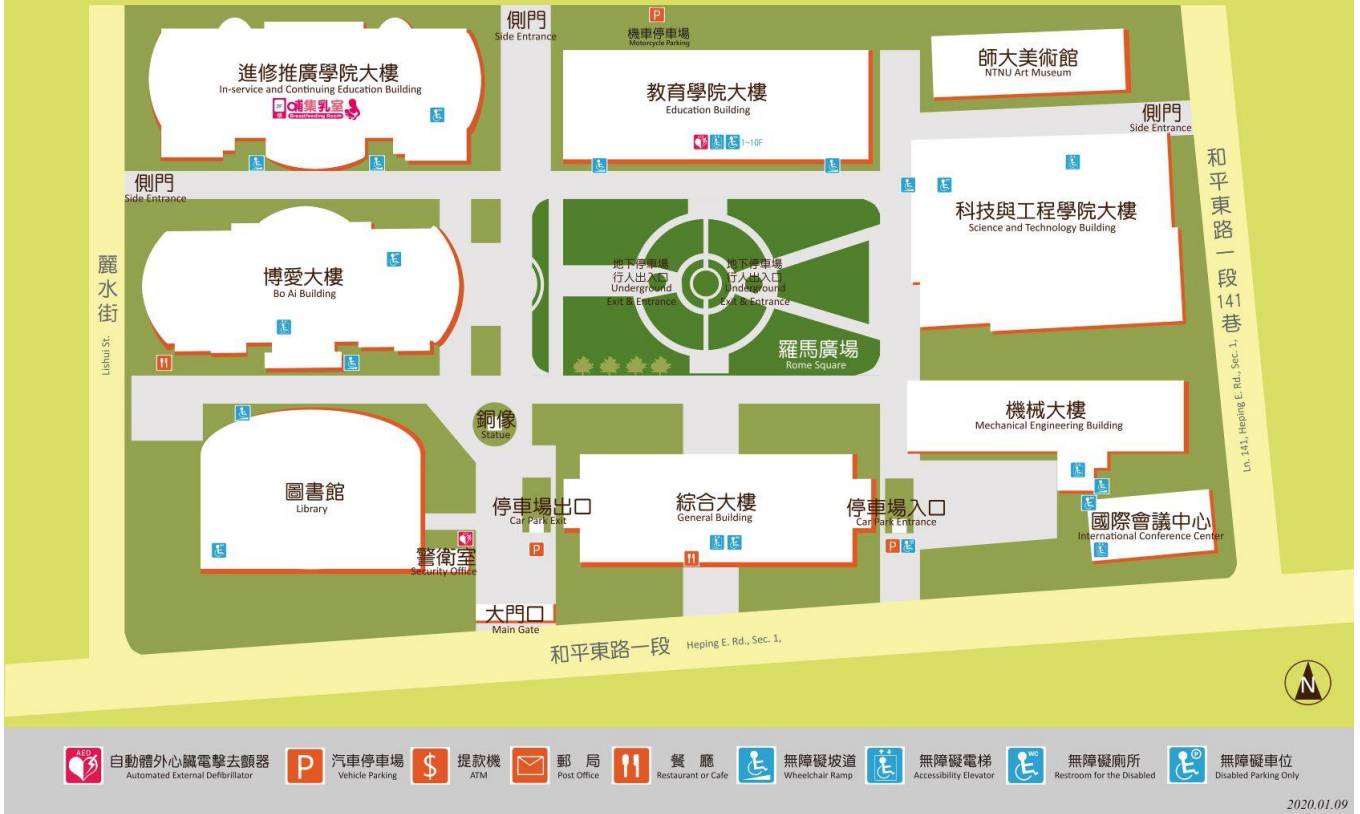 側門
Side Entrance
P
機車停車場
Motorcycle Parking
師大美術館
NTNU Art Museum
進修推廣學院大樓
In-service and Continuing Education Building
哺集乳室
Breastfeeding Room
教育學院大樓
Education Building
1~10F
側門
Side Entrance
側門
Side Entrance
科技與工程學院大樓
Science and Technology Building
和平東路一段141巷
Ln. 141, Heping E. Rd., Sec. 1,
麗水街
Lishui St.
博愛大樓
Bo Ai Building
地下停車場
行人出入口
Underground
Exit & Entrance
地下停車場
行人出入口
Underground
Exit & Entrance
羅馬廣場
Rome Square
銅像
Statue
機械大樓
Mechanical Engineering Building
圖書館
Library
停車場出口
Car Park Exit
P
綜合大樓
General Building
停車場入口
Car Park Entrance
P
國際會議中心
International Conference Center
警衛室
Security Office
大門口
Main Gate
和平東路一段 Heping E. Rd., Sec. 1,
N
AED
自動體外心臟電擊去顫器
Automated External Defibrillator
P
汽車停車場
Vehicle Parking
$
提款機
ATM
郵局
Post Office
餐廳
Restaurant or Cafe
無障礙坡道
Wheelchair Ramp
無障礙電梯
Accessibility Elevator
WC
無障礙廁所
Restroom for the Disabled
P
無障礙車位
Disabled Parking Only
2020.01.09